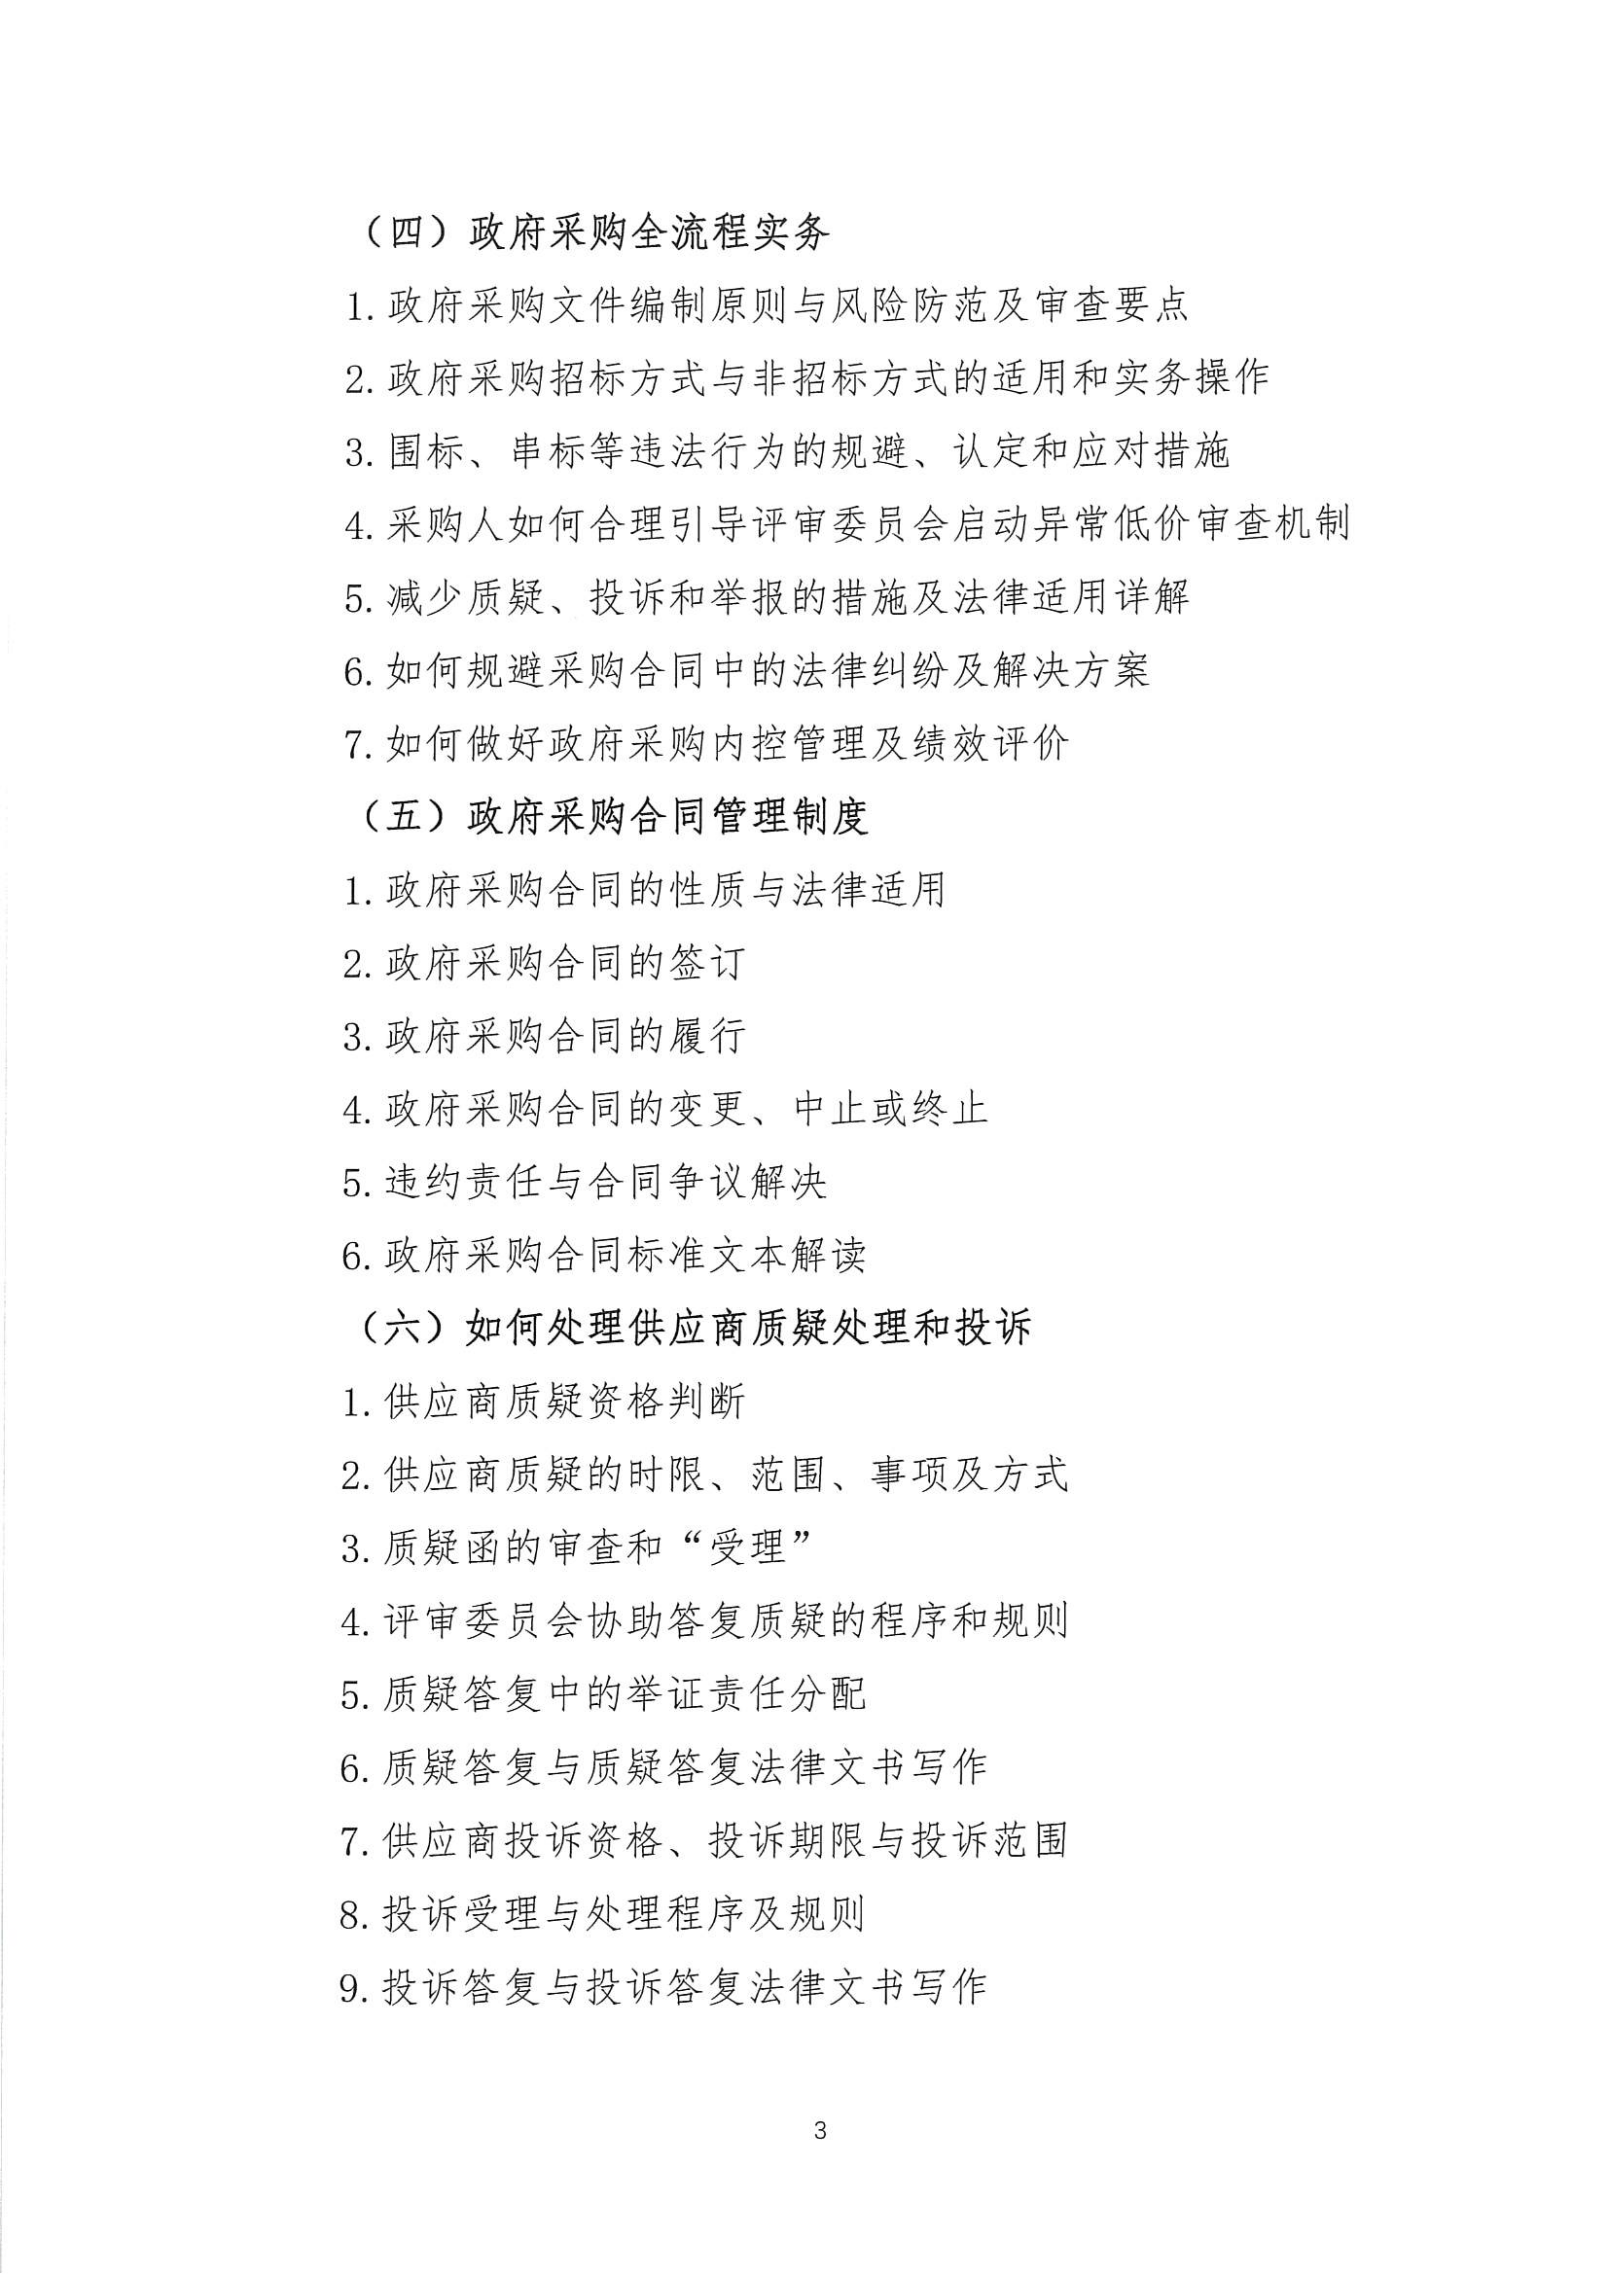 （四）政府采购全流程实务
1.政府采购文件编制原则与风险防范及审查要点
2.政府采购招标方式与非招标方式的适用和实务操作
3.围标、串标等违法行为的规避、认定和应对措施
4.采购人如何合理引导评审委员会启动异常低价审查机制
5.减少质疑、投诉和举报的措施及法律适用详解
6.如何规避采购合同中的法律纠纷及解决方案
7.如何做好政府采购内控管理及绩效评价
（五）政府采购合同管理制度
1.政府采购合同的性质与法律适用
2.政府采购合同的签订
3.政府采购合同的履行
4.政府采购合同的变更、中止或终止
5.违约责任与合同争议解决
6.政府采购合同标准文本解读
（六）如何处理供应商质疑处理和投诉
1.供应商质疑资格判断
2.供应商质疑的时限、范围、事项及方式
3.质疑函的审查和“受理”
4.评审委员会协助答复质疑的程序和规则
5.质疑答复中的举证责任分配
6.质疑答复与质疑答复法律文书写作
7.供应商投诉资格、投诉期限与投诉范围
8.投诉受理与处理程序及规则
9.投诉答复与投诉答复法律文书写作
3